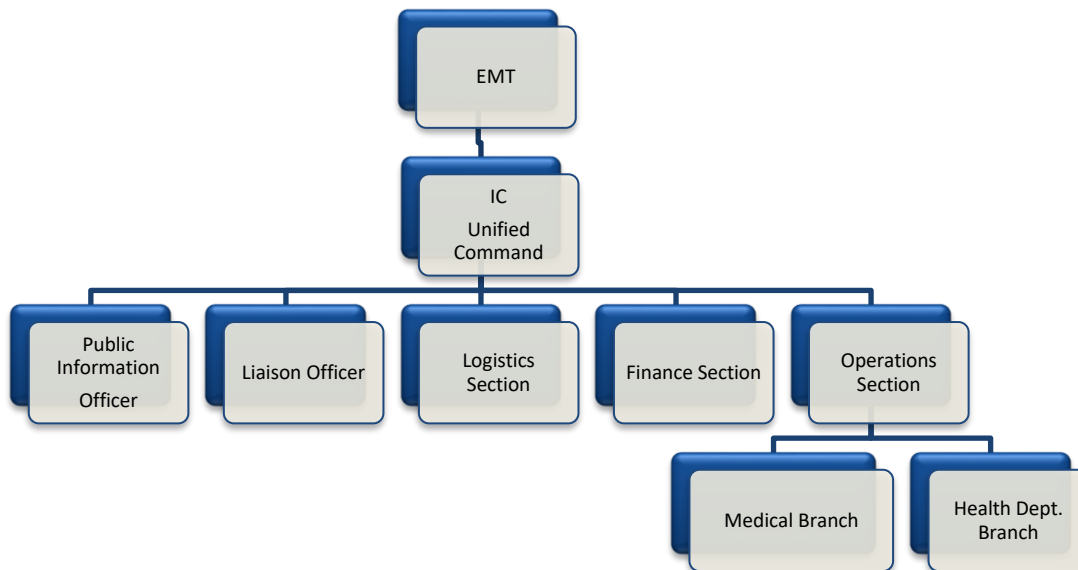 EMT
IC
Unified
Command
Public
Information
Officer
Liaison Officer
Logistics
Section
Finance Section
Operations
Section
Medical Branch
Health Dept.
Branch